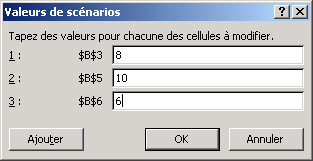 Valeurs de scénarios
Tapez des valeurs pour chacune des cellules à modifier.
1 : $B$3 8
2 : $B$5 10
3 : $B$6 6
Ajouter OK Annuler